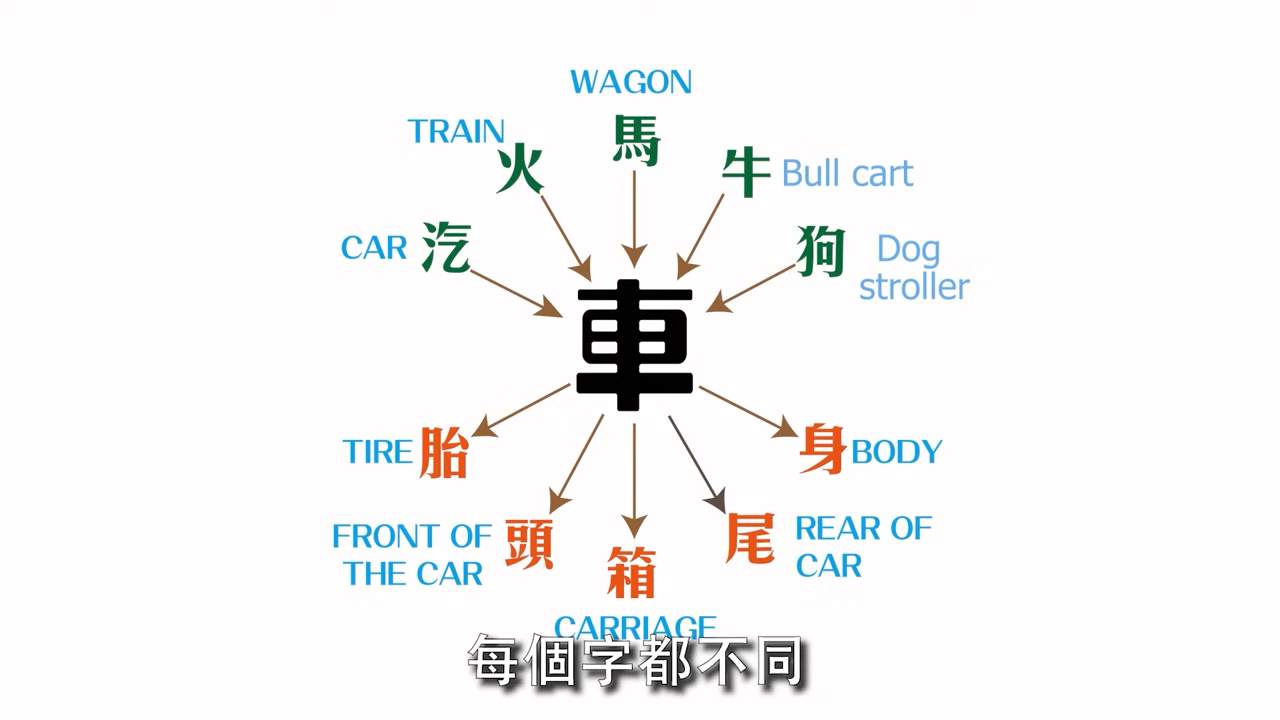 WAGON
馬
TRAIN
火
牛 Bull cart
CAR 汽
狗 Dog
stroller
車
TIRE 胎
身 BODY
FRONT OF
THE CAR
頭
尾 REAR OF
CAR
箱
CARRIAGE
每個字都不同